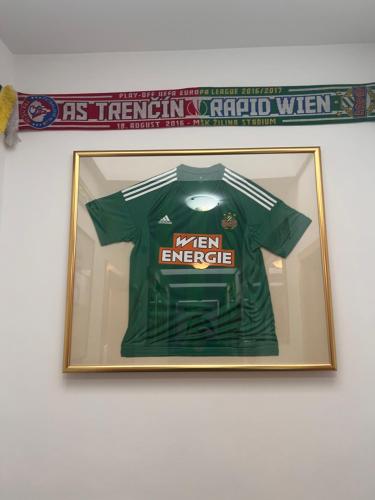 PLAY-OFF UEFA EUROPA LEAGUE 2016/2017
AS TRENČÍN RAPID WIEN
18. AUGUST 2016 - MŠK ŽILINA STADIUM
adidas
WIEN
ENERGIE